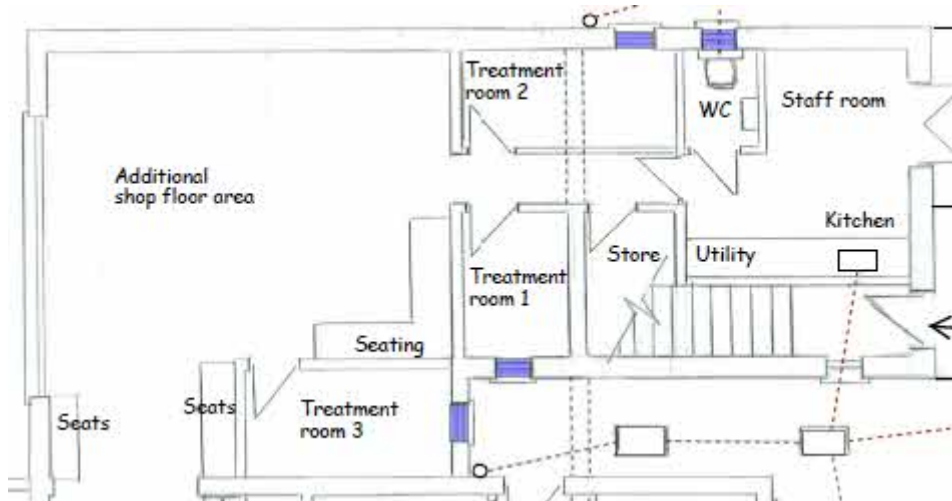 Treatment
room 2
WC
Staff room
Additional
shop floor area
Kitchen
Store
Utility
Treatment
room 1
Seating
Seats
Seats
Treatment
room 3